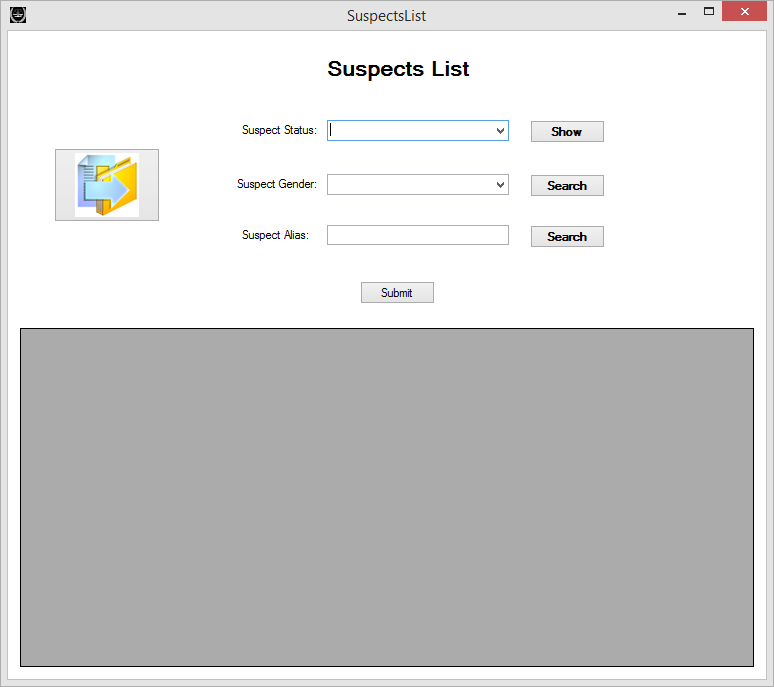 SuspectsList
Suspects List
Suspect Status:
Show
Suspect Gender:
Search
Suspect Alias:
Search
Submit